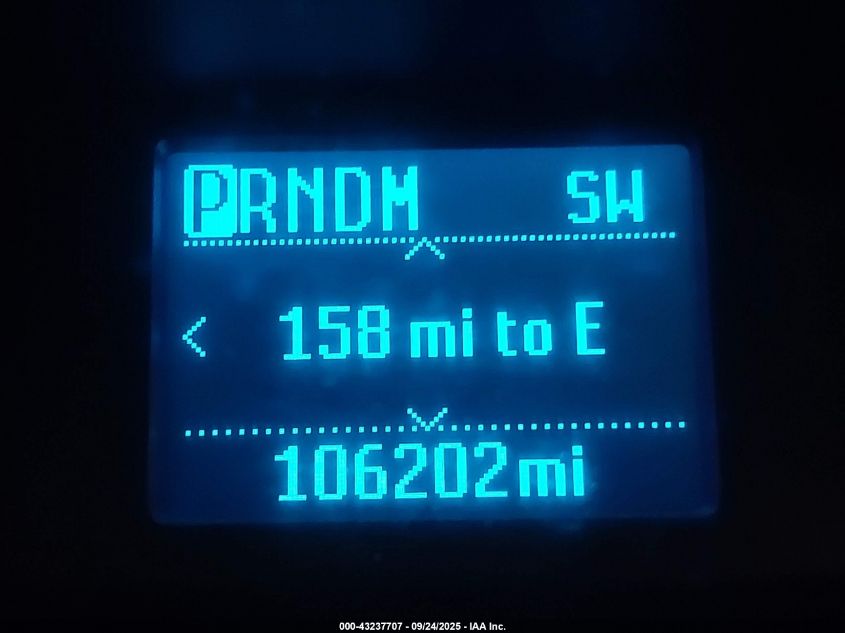 PRNDM SW
158 mi to E
106202mi
000-43237707 - 09/24/2025 - IAA Inc.